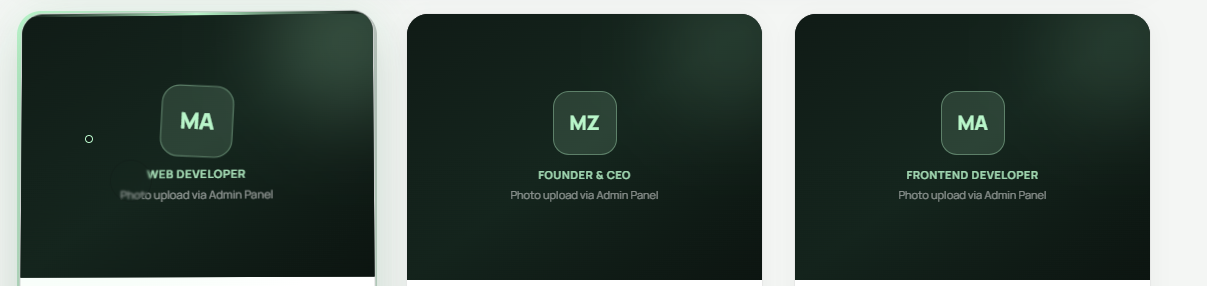 MA
WEB DEVELOPER
Photo upload via Admin Panel
MZ
FOUNDER & CEO
Photo upload via Admin Panel
MA
FRONTEND DEVELOPER
Photo upload via Admin Panel